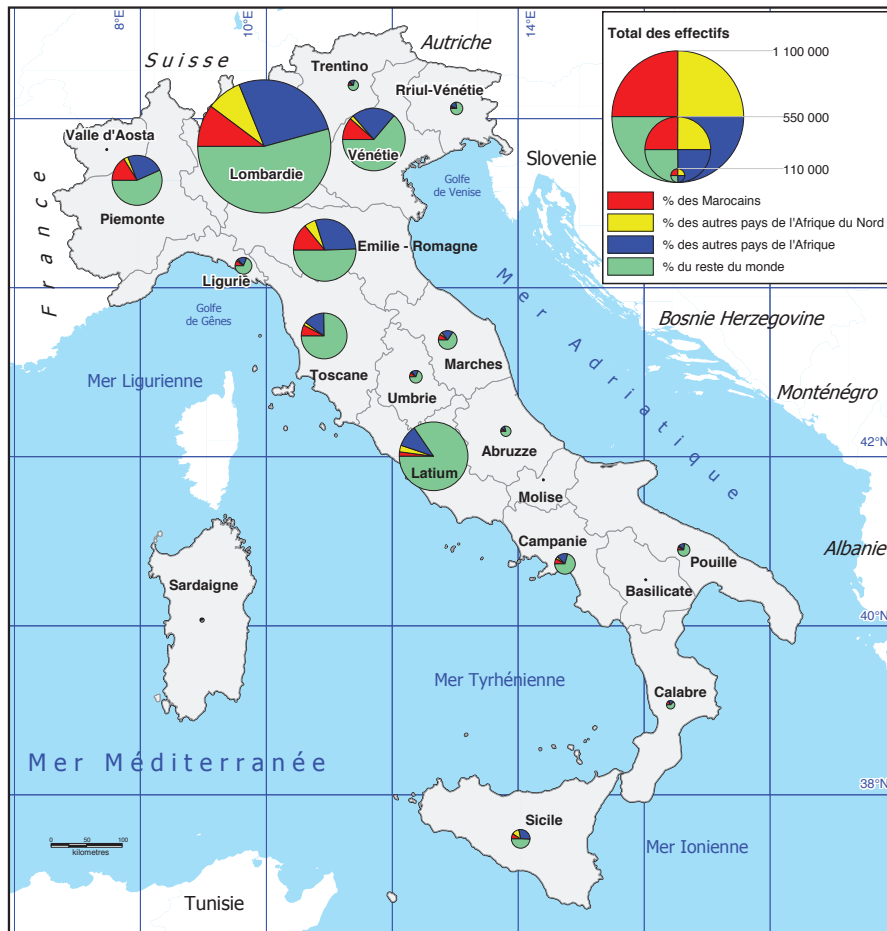 8°E
10°E
14°E
Suisse
Autriche
Trentino
Rriul-Vénétie
Valle d'Aosta
Lombardie
Vénétie
Slovenie
Golfe
de Venise
Piemonte
France
Emilie - Romagne
Ligurie
Golfe
de Gênes
Mer Adriatique
Bosnie Herzegovine
Toscane
Marches
Mer Ligurienne
Umbrie
Monténégro
Abruzze
42°N
Latium
Molise
Campanie
Pouille
Albanie
Sardaigne
Basilicate
40°N
Mer Tyrhénienne
Calabre
Mer Méditerranée
38°N
Sicile
Mer Ionienne
0 50 100
kilometres
Tunisie
Total des effectifs
1 100 000
550 000
110 000
% des Marocains
% des autres pays de l'Afrique du Nord
% des autres pays de l'Afrique
% du reste du monde